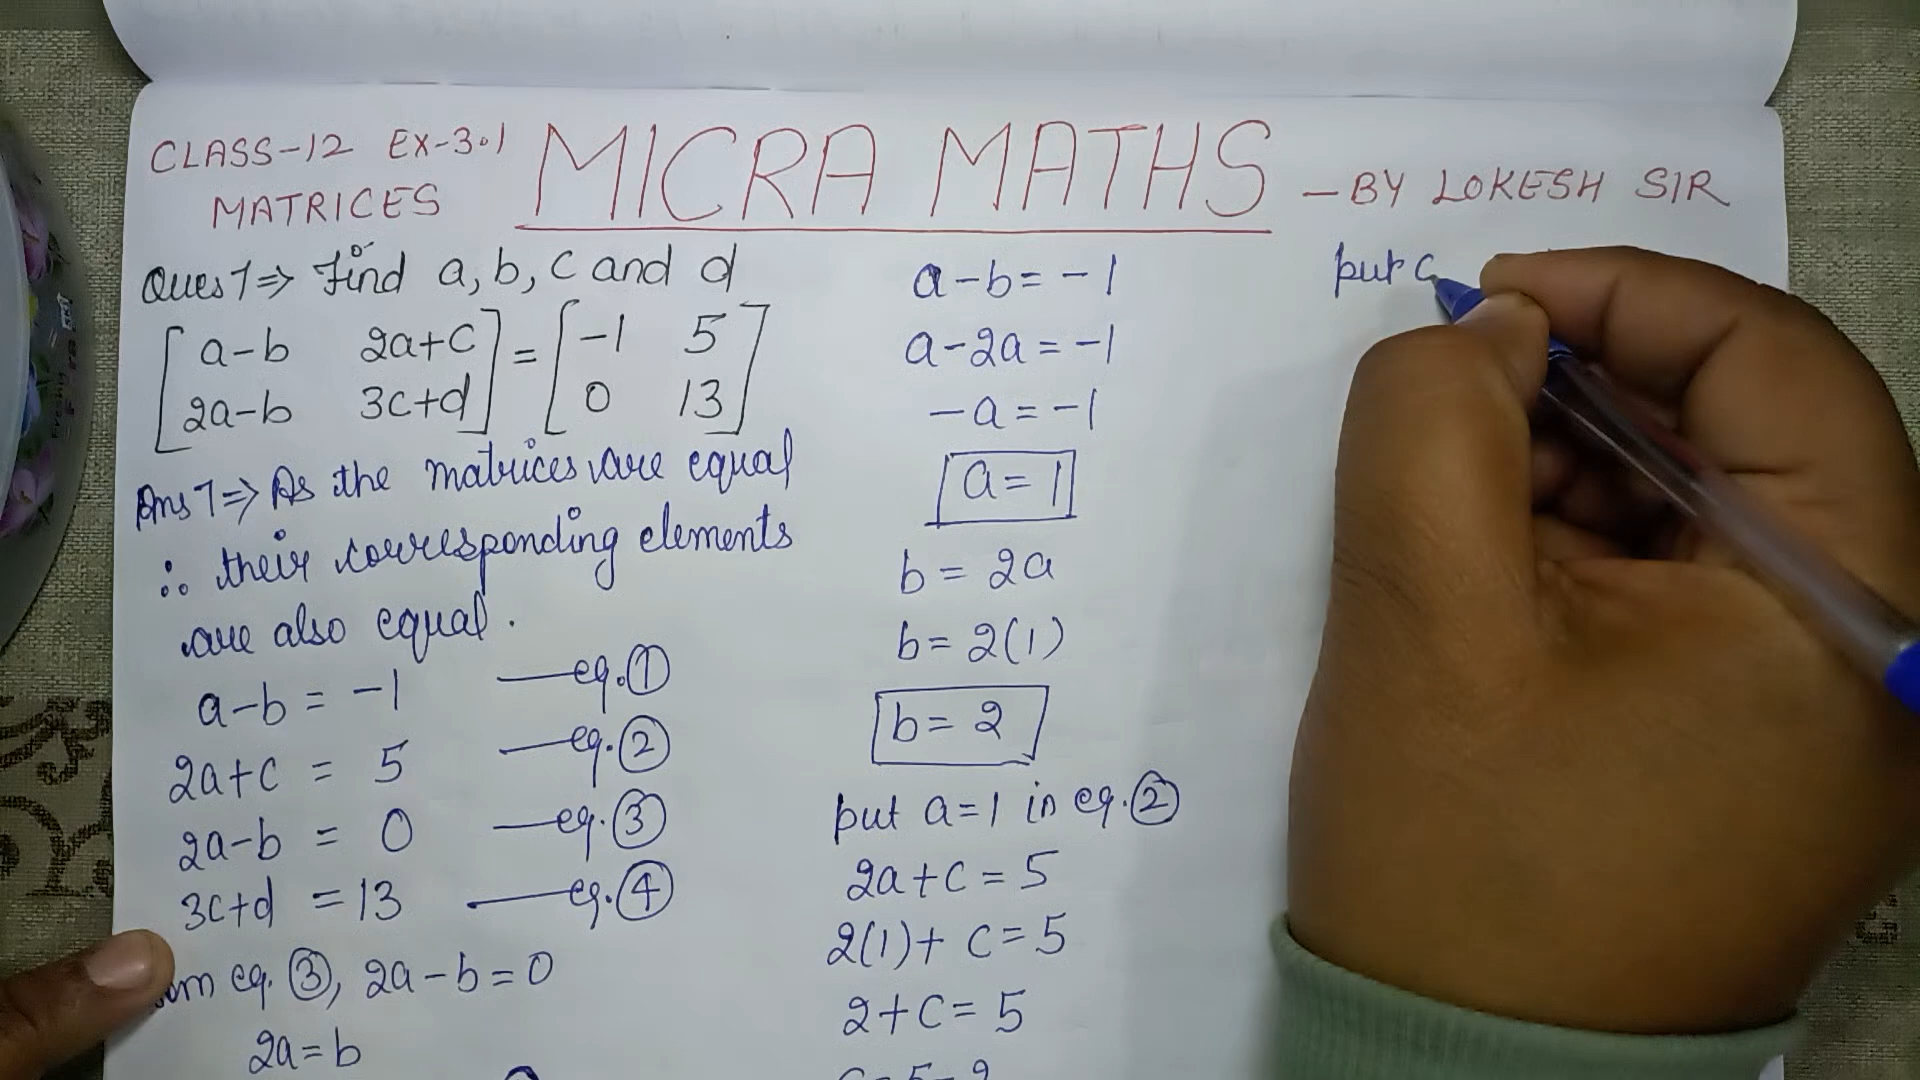 CLASS-12 EX-3.1
MATRICES
MICRA MATHS
- BY LOKESH SIR
Ques 7⇒ Find a, b, c and d
[a-b 2a+c] = [-1 5]
[2a-b 3c+d] [0 13]
Ans 7⇒ As the matrices are equal
∴ their corresponding elements
are also equal.
a-b = -1 —eq.①
2a+c = 5 —eq.②
2a-b = 0 —eq.③
3c+d = 13 —eq.④
eq. ③, 2a-b=0
2a=b
a-b=-1
a-2a=-1
-a=-1
a=1
b=2a
b=2(1)
b=2
put a=1 in eq.②
2a+c=5
2(1)+c=5
2+c=5
c=5-2
put